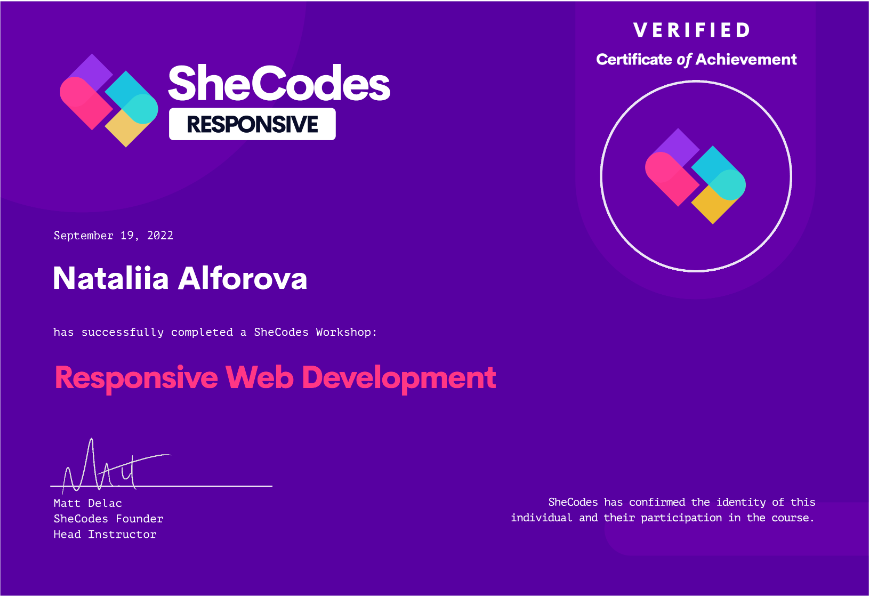 SheCodes
RESPONSIVE
VERIFIED
Certificate of Achievement
September 19, 2022
Nataliia Alforova
has successfully completed a SheCodes Workshop:
Responsive Web Development
Matt
Matt Delac
SheCodes Founder
Head Instructor
SheCodes has confirmed the identity of this
individual and their participation in the course.